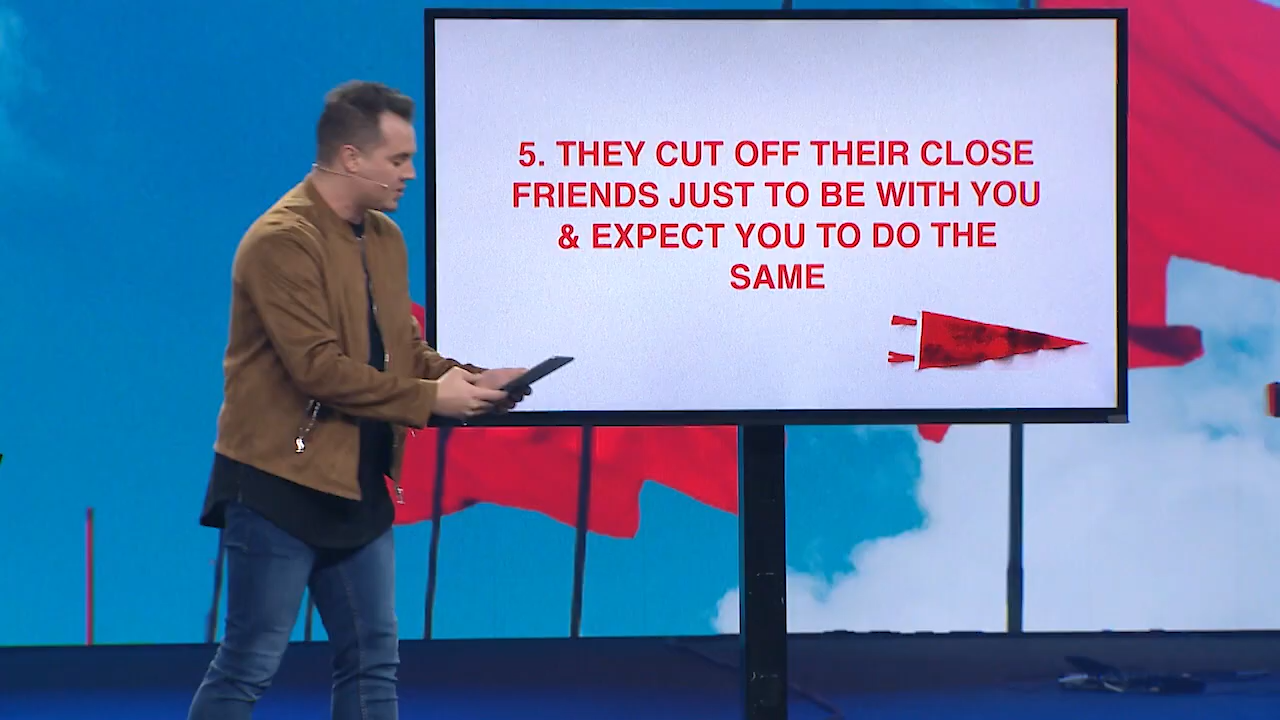 5. THEY CUT OFF THEIR CLOSE
FRIENDS JUST TO BE WITH YOU
& EXPECT YOU TO DO THE
SAME